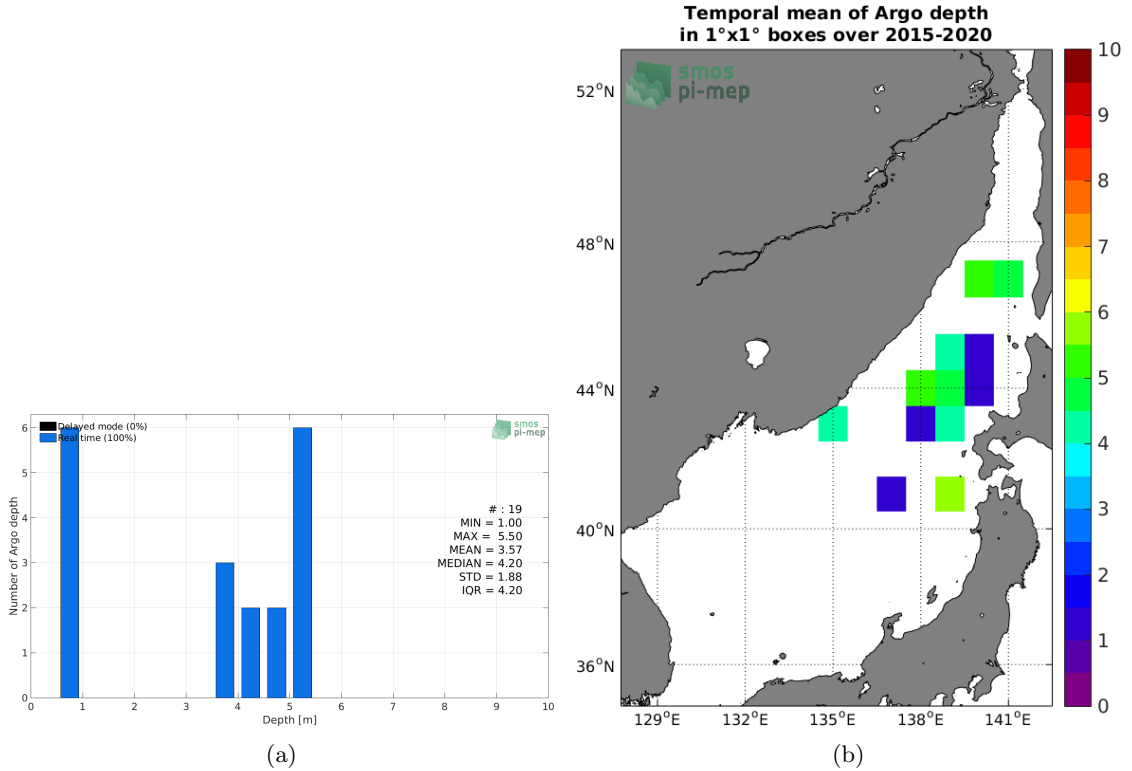 Delayed mode (0%)
Real time (100%)
smos
pi-mep
# : 19
MIN = 1.00
MAX = 5.50
MEAN = 3.57
MEDIAN = 4.20
STD = 1.88
IQR = 4.20
Number of Argo depth
6
5
4
3
2
1
0
0 1 2 3 4 5 6 7 8 9 10
Depth [m]
(a)
Temporal mean of Argo depth
in 1°x1° boxes over 2015-2020
smos
pi-mep
52°N
48°N
44°N
40°N
36°N
129°E 132°E 135°E 138°E 141°E
10
9
8
7
6
5
4
3
2
1
0
(b)